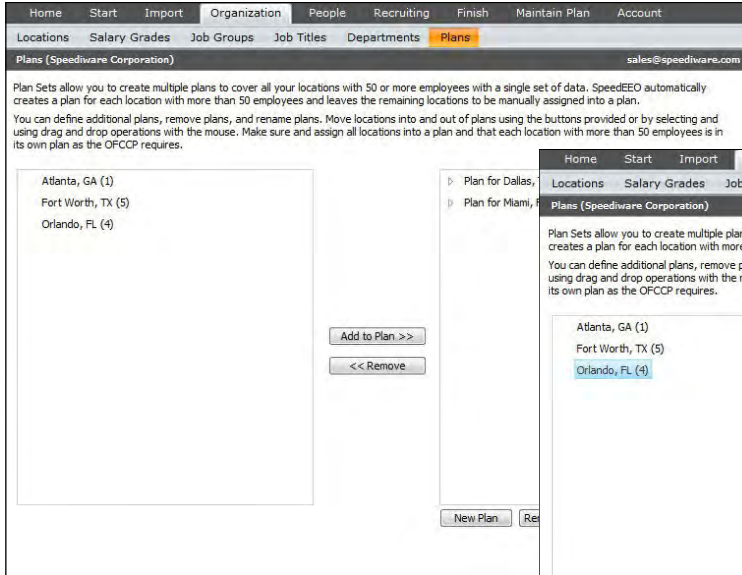 Home Start Import Organization People Recruiting Finish Maintain Plan Account
Locations Salary Grades Job Groups Job Titles Departments Plans
Plans (Speediware Corporation) sales@speediware.com
Plan Sets allow you to create multiple plans to cover all your locations with 50 or more employees with a single set of data. SpeedEEO automatically
creates a plan for each location with more than 50 employees and leaves the remaining locations to be manually assigned into a plan.
You can define additional plans, remove plans, and rename plans. Move locations into and out of plans using the buttons provided or by selecting and
using drag and drop operations with the mouse. Make sure and assign all locations into a plan and that each location with more than 50 employees is in
its own plan as the OFCCP requires.
Atlanta, GA (1)
Fort Worth, TX (5)
Orlando, FL (4)
Add to Plan >>
<< Remove
Plan for Dallas,
Plan for Miami,
New Plan
Home Start Import
Locations Salary Grades
Plans (Speediware Corporation)
Plan Sets allow you to create multiple
creates a plan for each location with more
You can define additional plans, remove
using drag and drop operations with the
its own plan as the OFCCP requires.
Atlanta, GA (1)
Fort Worth, TX (5)
Orlando, FL (4)